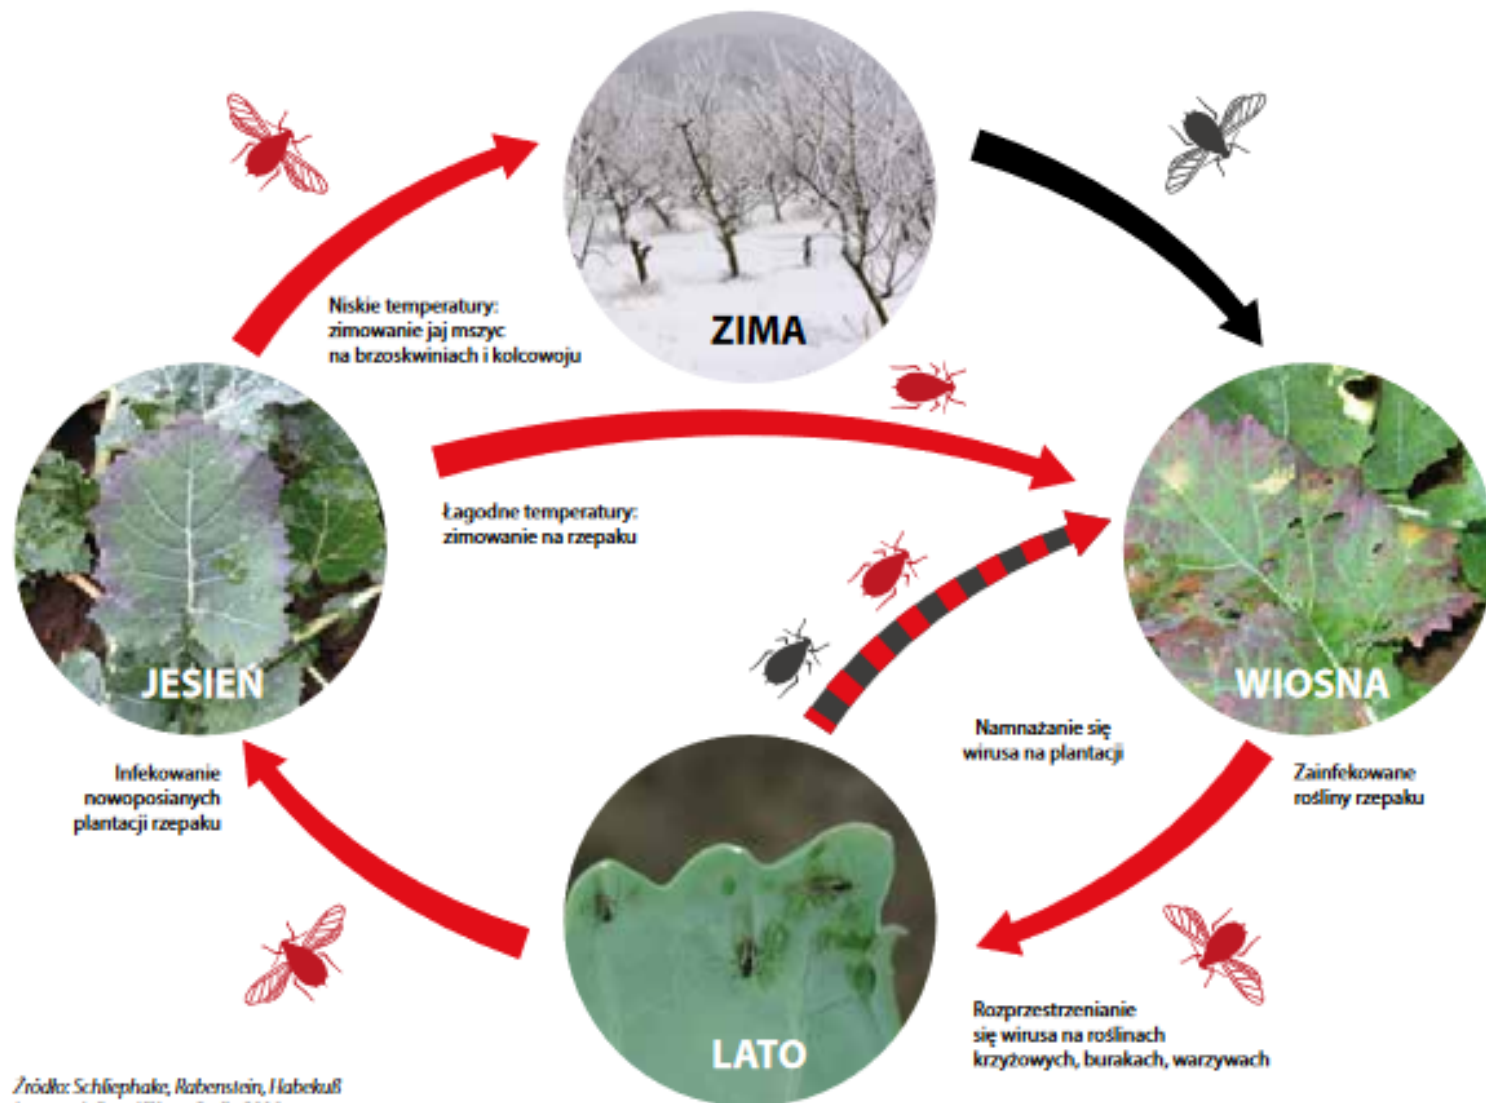 ZIMA
Niskie temperatury:
zimowanie jaj mszyc
na brzoskwiniach i kolcowoju
Łagodne temperatury:
zimowanie na rzepaku
JESIEŃ
WIOSNA
Namnażanie się
wirusa na plantacji
Zainfekowane
rośliny rzepaku
Infekowanie
nowoposianych
plantacji rzepaku
LATO
Rozprzestrzenianie
się wirusa na roślinach
krzyżowych, burakach, warzywach
Źródło: Schliephake, Rabenstein, Habekuß